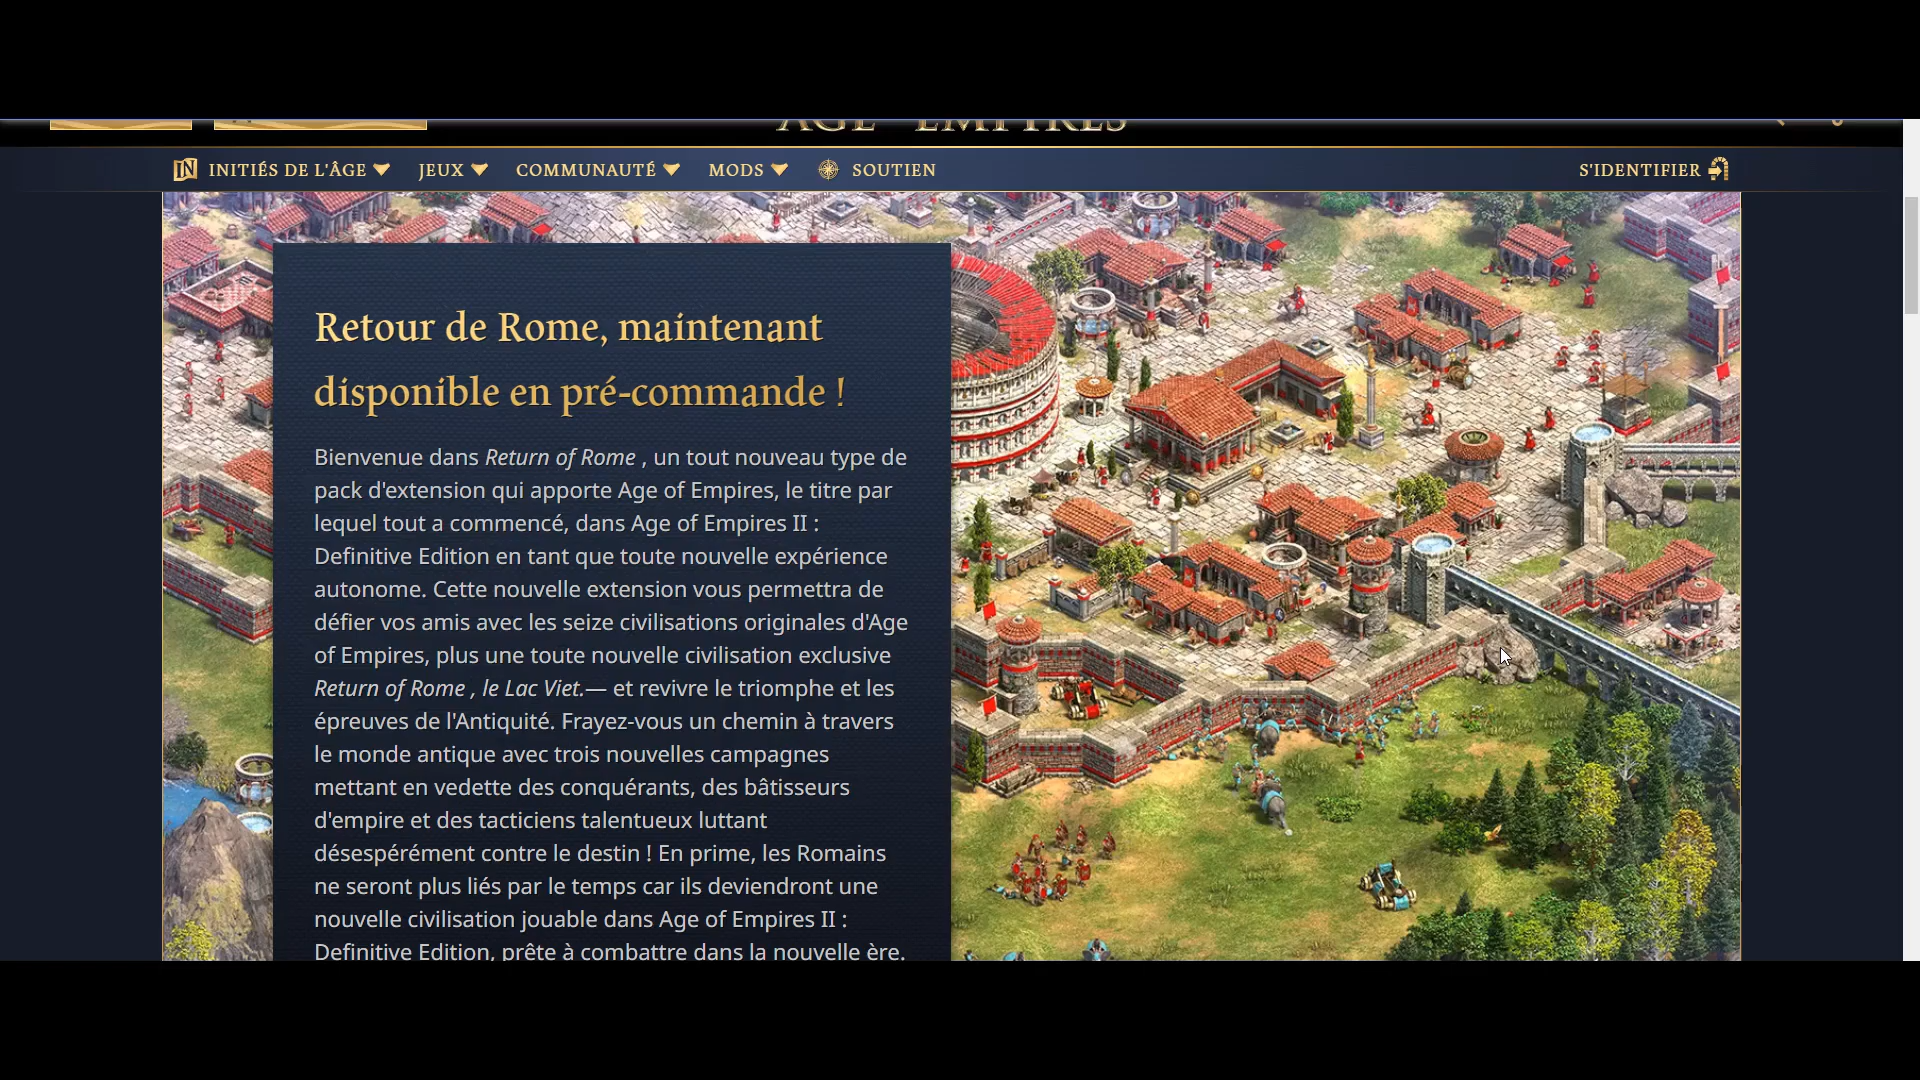 AGE EMPIRES
INITIÉS DE L'ÂGE JEUX COMMUNAUTÉ MODS SOUTIEN S'IDENTIFIER
Retour de Rome, maintenant
disponible en pré-commande !
Bienvenue dans Return of Rome , un tout nouveau type de
pack d'extension qui apporte Age of Empires, le titre par
lequel tout a commencé, dans Age of Empires II :
Definitive Edition en tant que toute nouvelle expérience
autonome. Cette nouvelle extension vous permettra de
défier vos amis avec les seize civilisations originales d'Age
of Empires, plus une toute nouvelle civilisation exclusive
Return of Rome , le Lac Viet.— et revivre le triomphe et les
épreuves de l'Antiquité. Frayez-vous un chemin à travers
le monde antique avec trois nouvelles campagnes
mettant en vedette des conquérants, des bâtisseurs
d'empire et des tacticiens talentueux luttant
désespérément contre le destin ! En prime, les Romains
ne seront plus liés par le temps car ils deviendront une
nouvelle civilisation jouable dans Age of Empires II :
Definitive Edition, prête à combattre dans la nouvelle ère.